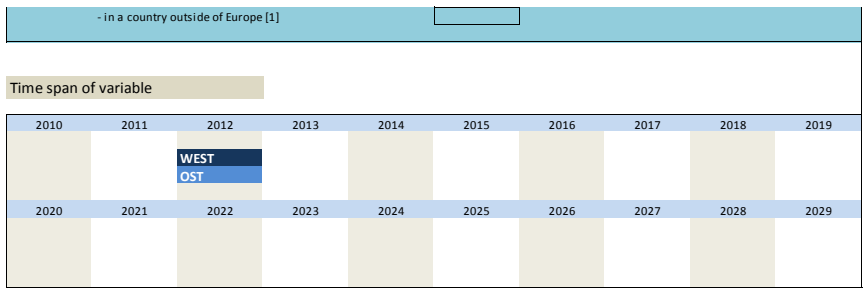 - in a country outside of Europe [1]
Time span of variable
2010 2011 2012 2013 2014 2015 2016 2017 2018 2019
WEST
OST
2020 2021 2022 2023 2024 2025 2026 2027 2028 2029